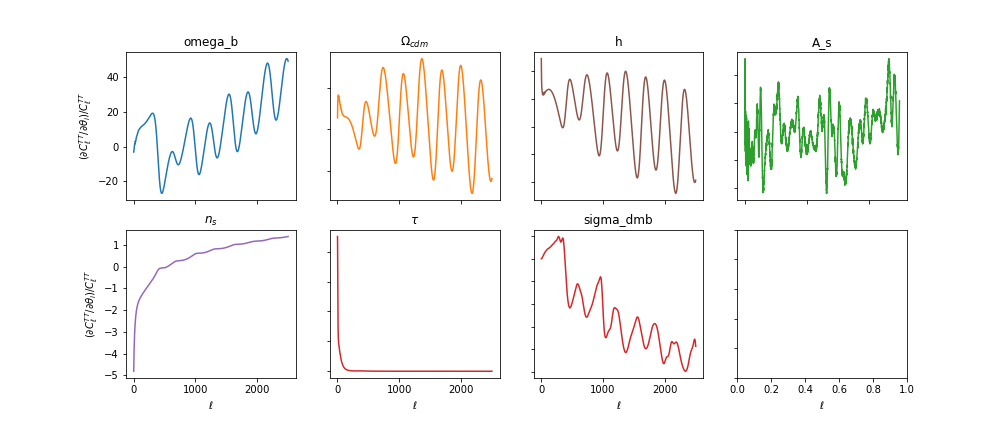 omega_b
Ω_{cdm}
h
A_s
(∂C_ℓ^{TT}/∂θ_i)/C_ℓ^{TT}
40
20
0
−20
n_s
τ
sigma_dmb
(∂C_ℓ^{TT}/∂θ_i)/C_ℓ^{TT}
1
0
−1
−2
−3
−4
−5
0 1000 2000
0 1000 2000
0 1000 2000
0.0 0.2 0.4 0.6 0.8 1.0
ℓ ℓ ℓ ℓ